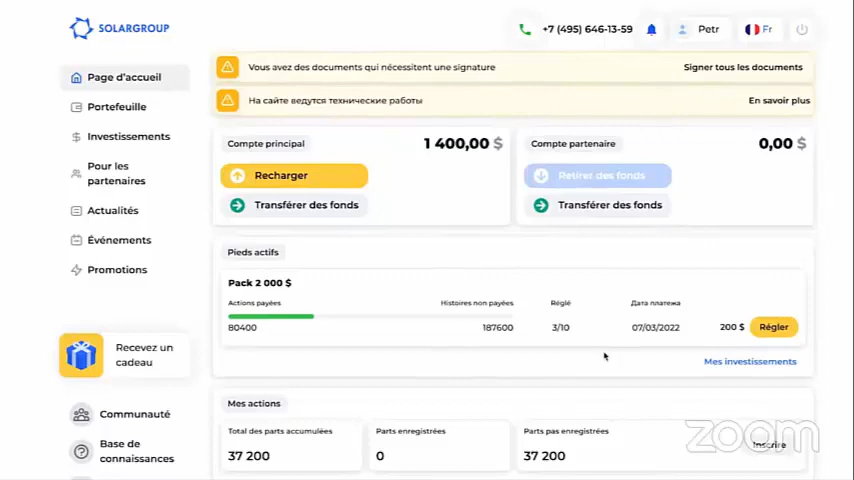 SOLARGROUP
+7 (495) 646-13-59
Petr
Fr
Page d'accueil
Portefeuille
Investissements
Pour les
partenaires
Actualités
Événements
Promotions
Recevez un
cadeau
Communauté
Base de
connaissances
Vous avez des documents qui nécessitent une signature
Signer tous les documents
На сайте ведутся технические работы
En savoir plus
Compte principal
1 400,00 $
Recharger
Transférer des fonds
Compte partenaire
0,00 $
Retirer des fonds
Transférer des fonds
Pieds actifs
Pack 2 000 $
Actions payées
Histoires non payées
Réglé
Дата платежа
80400
187600
3/10
07/03/2022
200 $
Régler
Mes investissements
Mes actions
Total des parts accumulées
37 200
Parts enregistrées
0
Parts pas enregistrées
37 200
Inscrire
zoom